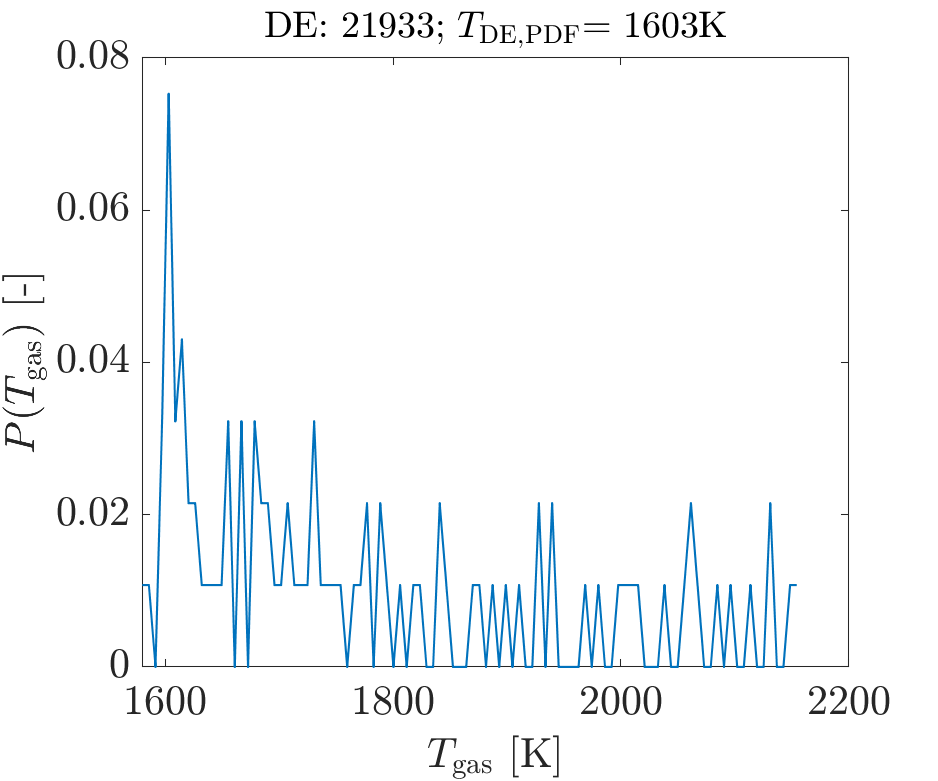 DE: 21933; T_DE,PDF= 1603K
0.08
0.06
0.04
0.02
0
P(T_gas) [-]
1600 1800 2000 2200
T_gas [K]